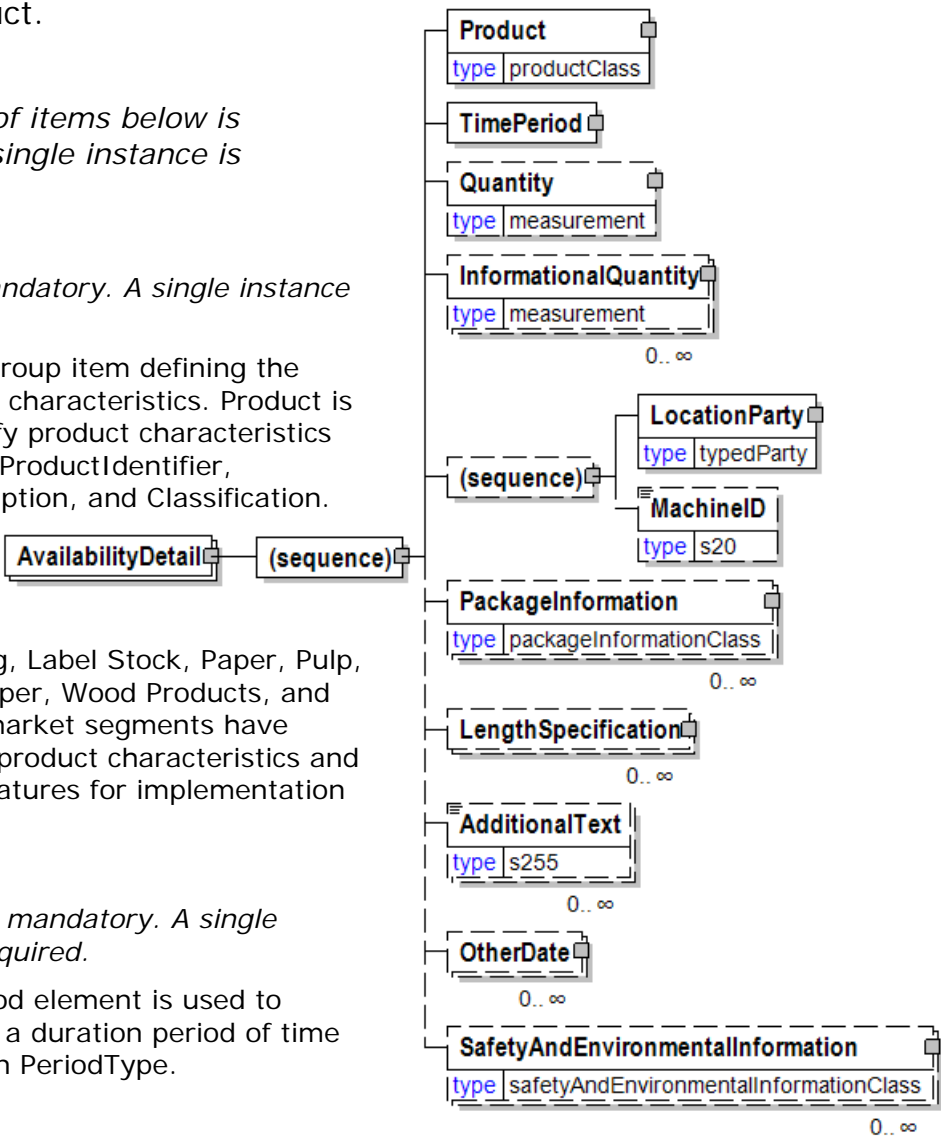 uct.
of items below is
single instance is
andatory. A single instance
group item defining the
characteristics. Product is
fy product characteristics
ProductIdentifier,
ption, and Classification.
g, Label Stock, Paper, Pulp,
per, Wood Products, and
market segments have
product characteristics and
atures for implementation
mandatory. A single
quired.
od element is used to
a duration period of time
n PeriodType.
AvailabilityDetail
(sequence)
Product
type productClass
TimePeriod
Quantity
type measurement
InformationalQuantity
type measurement
0.. ∞
(sequence)
LocationParty
type typedParty
MachineID
type s20
PackageInformation
type packageInformationClass
0.. ∞
LengthSpecification
0.. ∞
AdditionalText
type s255
0.. ∞
OtherDate
0.. ∞
SafetyAndEnvironmentalInformation
type safetyAndEnvironmentalInformationClass
0.. ∞